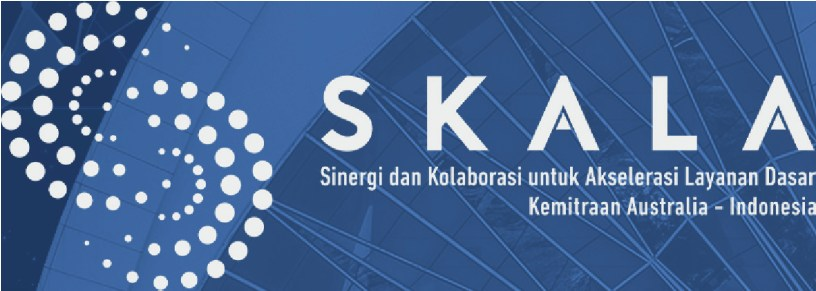 SKALA
Sinergi dan Kolaborasi untuk Akselerasi Layanan Dasar
Kemitraan Australia - Indonesia